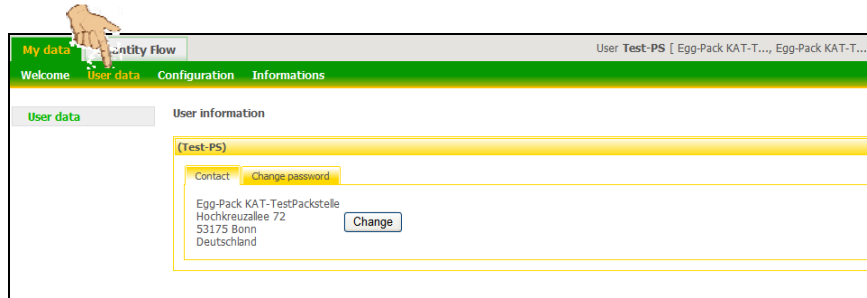 My data entity Flow User Test-PS [ Egg-Pack KAT-T..., Egg-Pack KAT-T...
Welcome User data Configuration Informations
User data
User information
(Test-PS)
Contact Change password
Egg-Pack KAT-TestPackstelle
Hochkreuzallee 72
53175 Bonn
Deutschland
Change